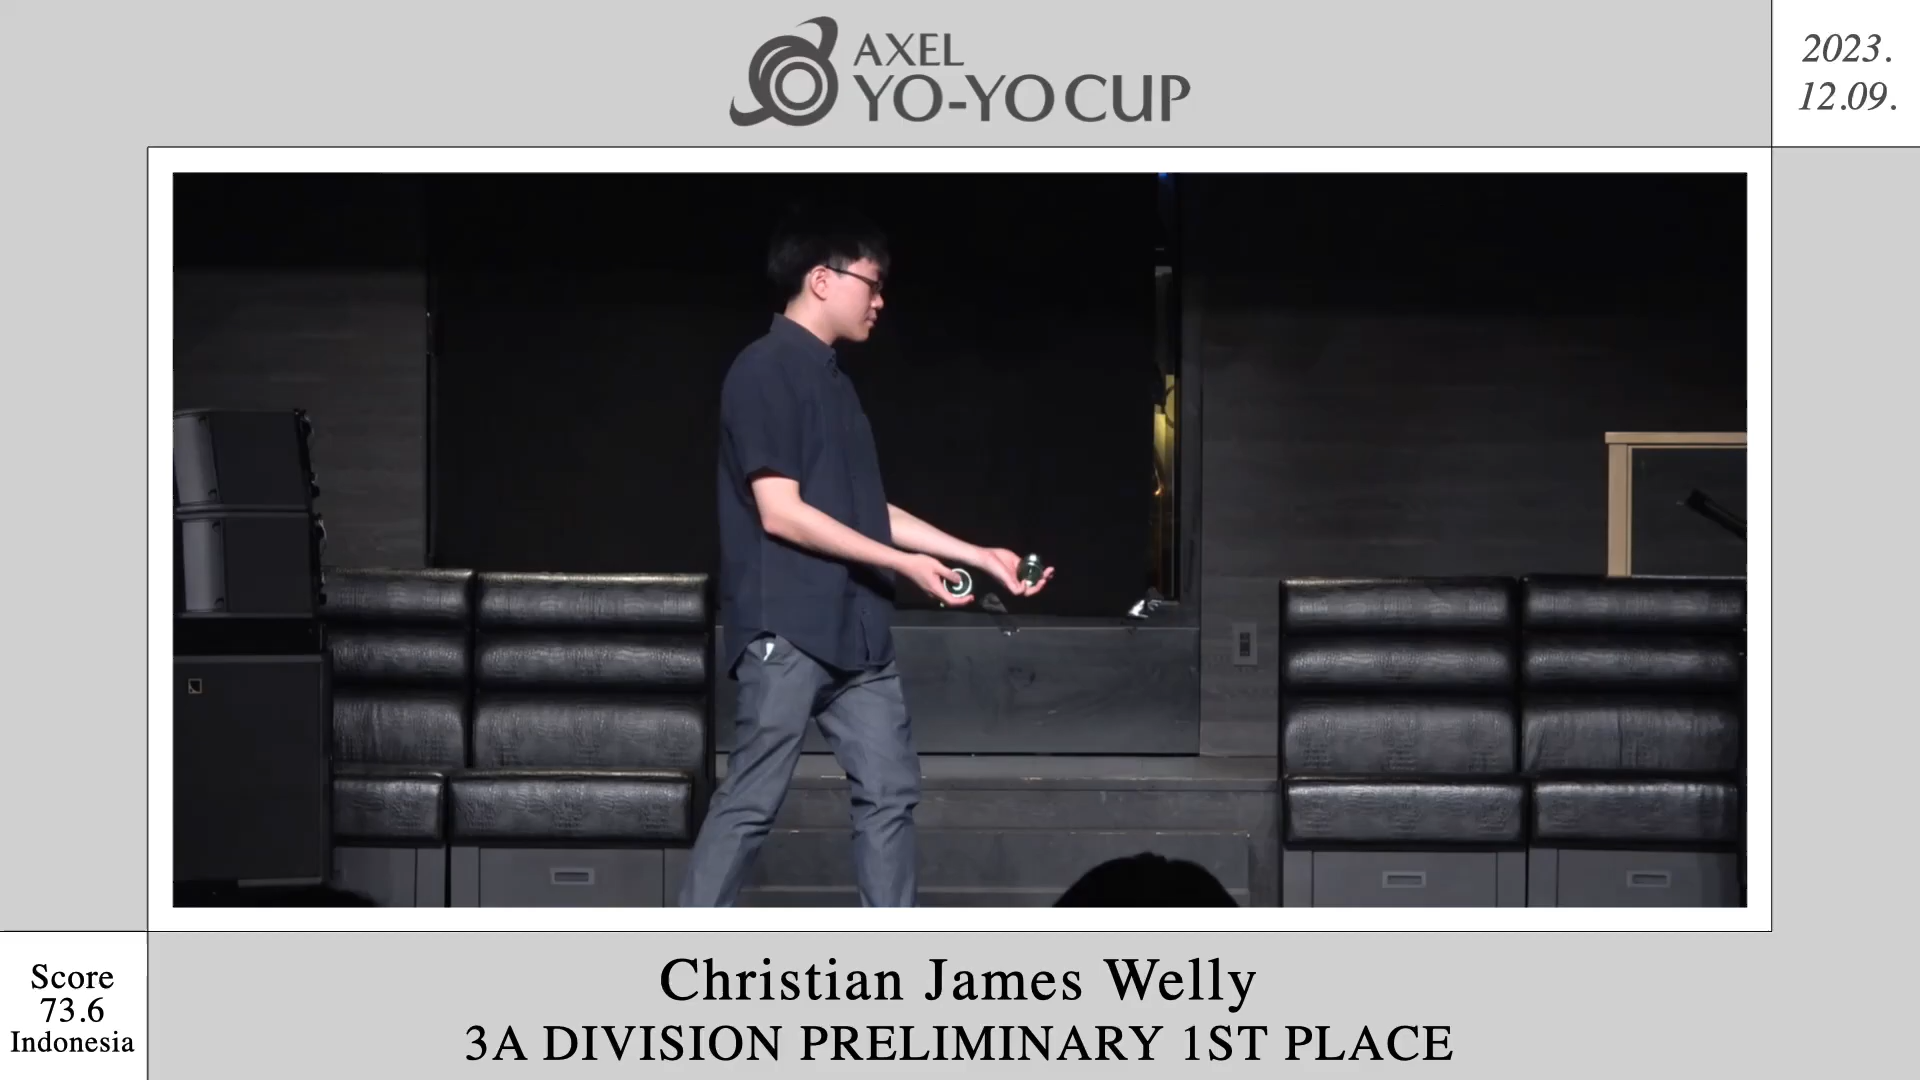 AXEL
YO-YO CUP
2023.
12.09.
Score
73.6
Indonesia
Christian James Welly
3A DIVISION PRELIMINARY 1ST PLACE